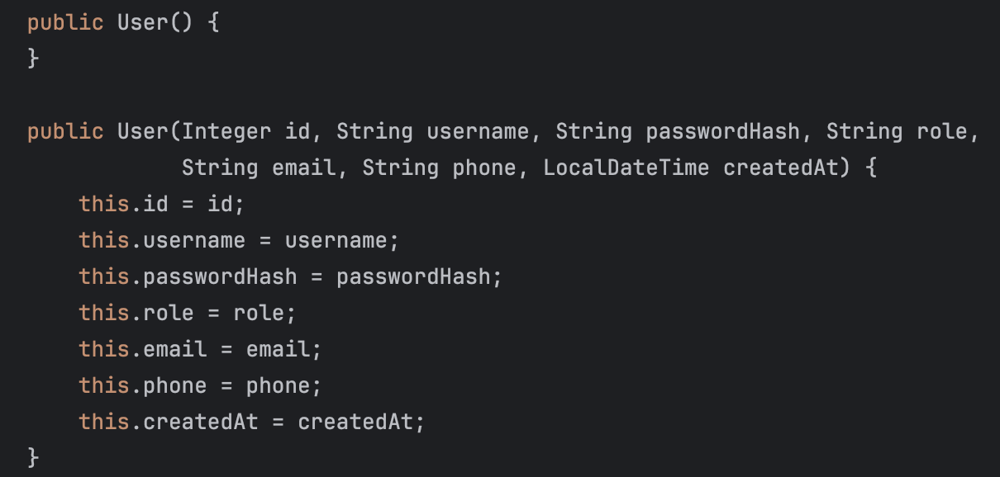 public User() {
}
public User(Integer id, String username, String passwordHash, String role,
String email, String phone, LocalDateTime createdAt) {
this.id = id;
this.username = username;
this.passwordHash = passwordHash;
this.role = role;
this.email = email;
this.phone = phone;
this.createdAt = createdAt;
}